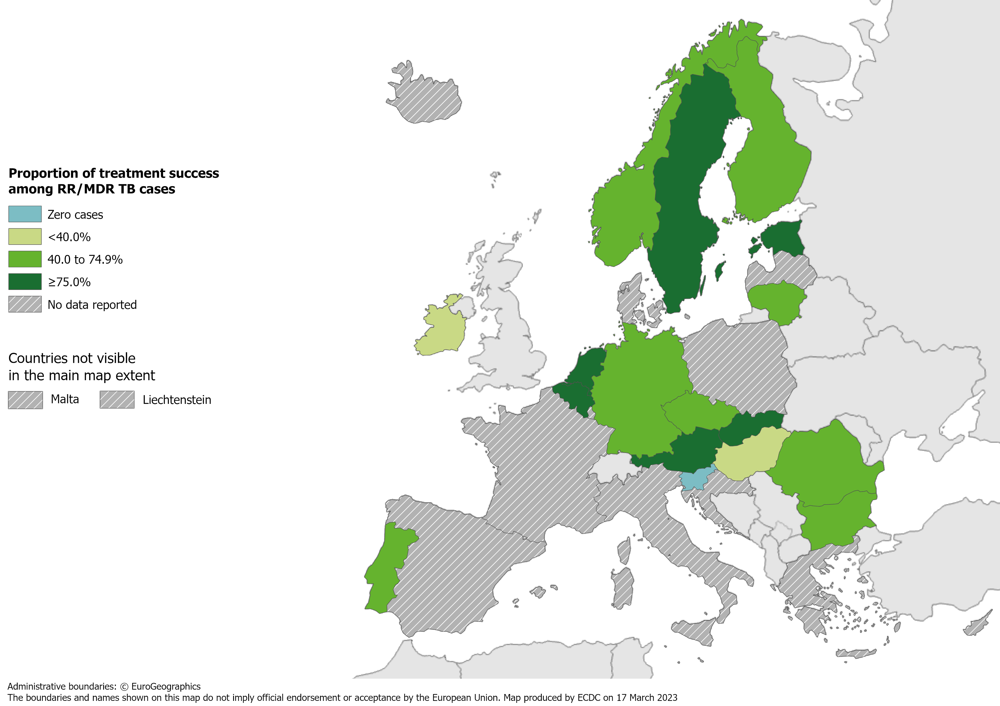 Proportion of treatment success
among RR/MDR TB cases
Zero cases
<40.0%
40.0 to 74.9%
≥75.0%
No data reported
Countries not visible
in the main map extent
Malta
Liechtenstein
Administrative boundaries: © EuroGeographics
The boundaries and names shown on this map do not imply official endorsement or acceptance by the European Union. Map produced by ECDC on 17 March 2023